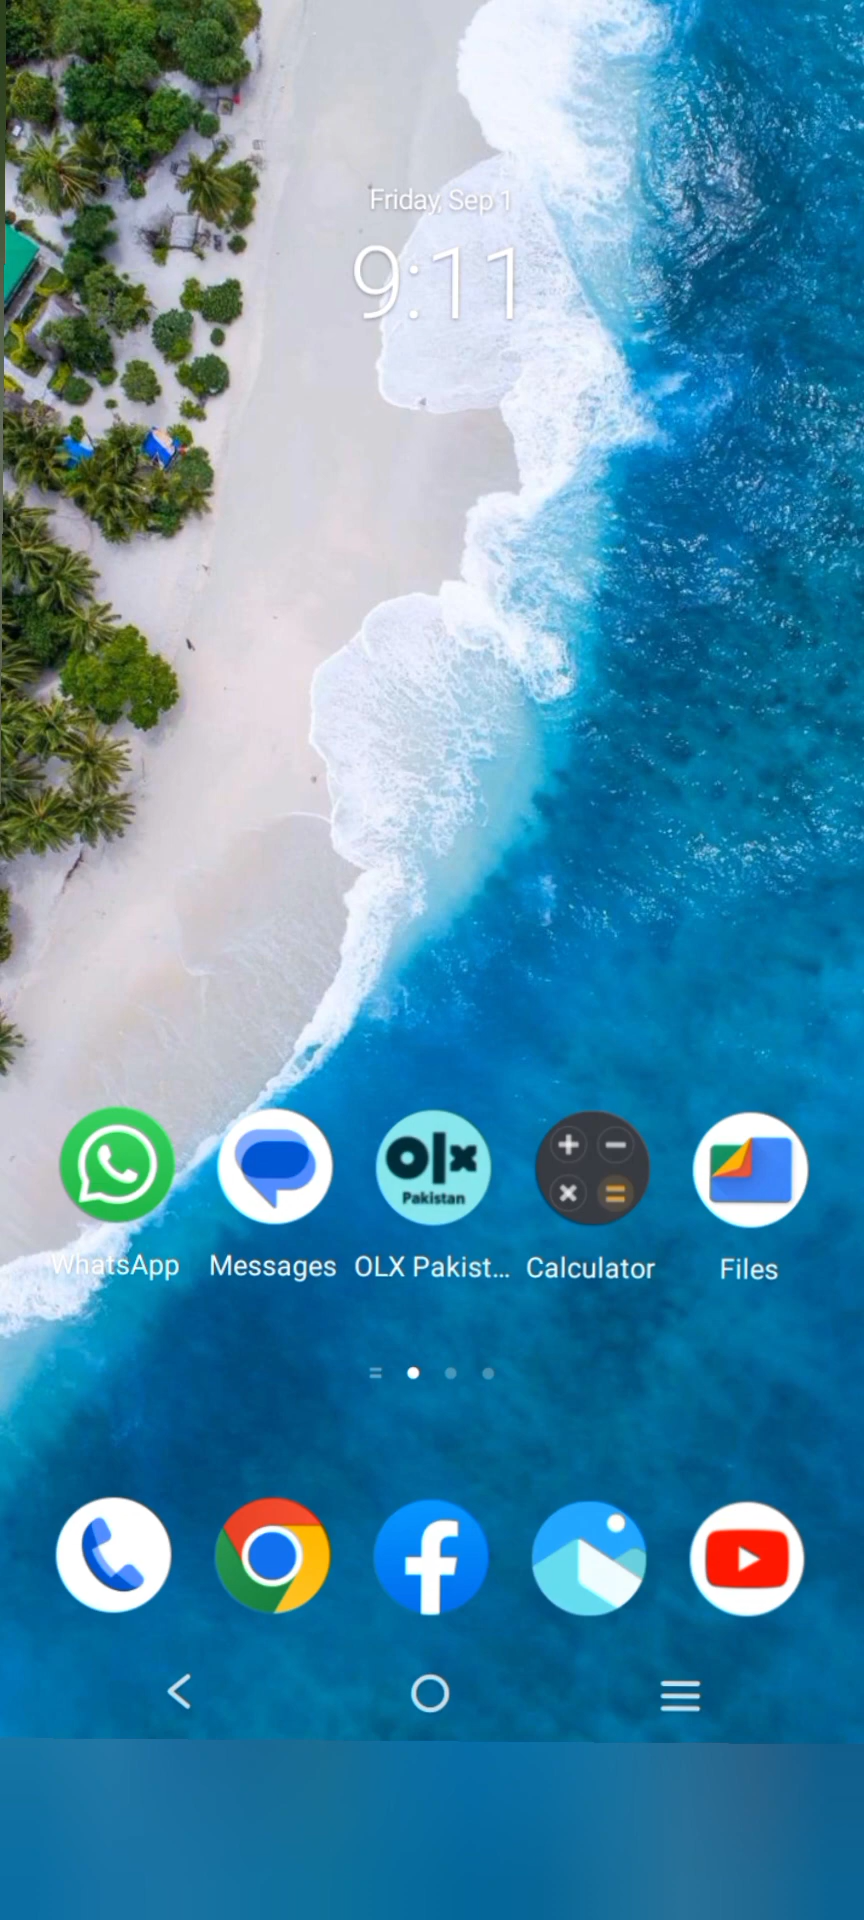 Friday, Sep 1
9:11
olx
Pakistan
WhatsApp
Messages
OLX Pakist...
Calculator
Files